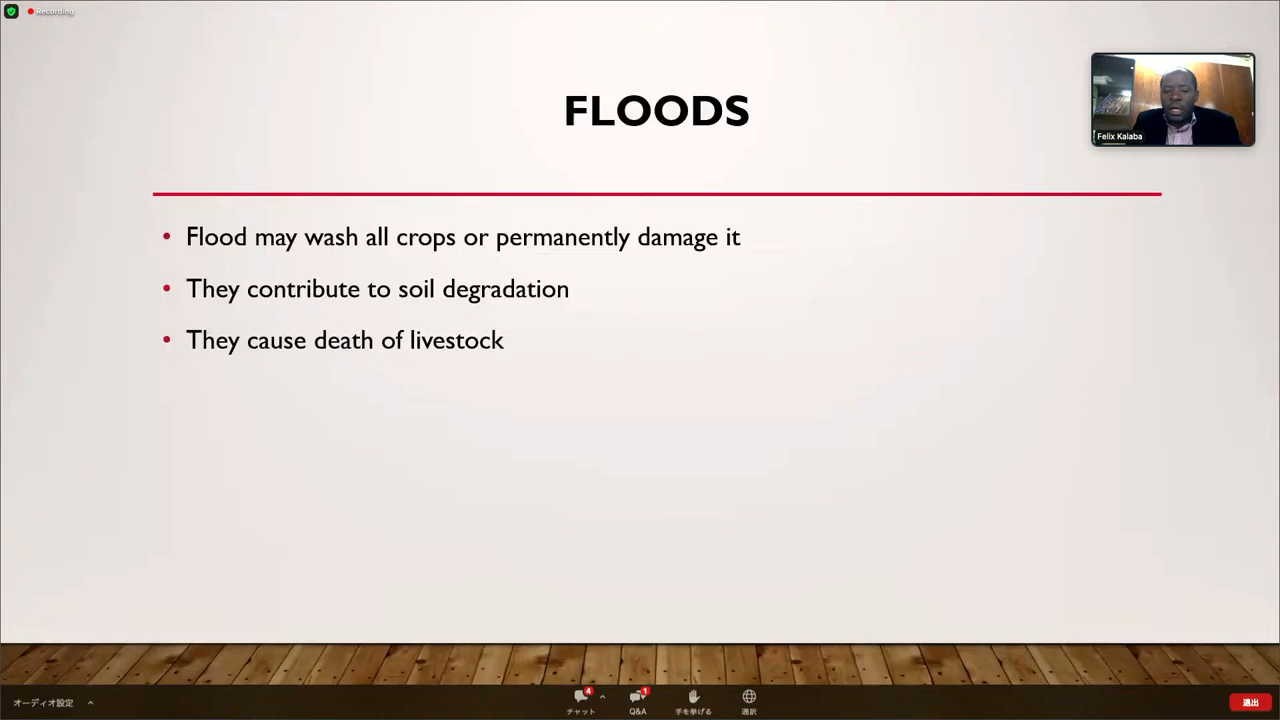 Recording
FLOODS
Felix Kalaba
• Flood may wash all crops or permanently damage it
• They contribute to soil degradation
• They cause death of livestock
オーディオ設定
4
チャット
1
Q&A
手を挙げる
通訳
退出